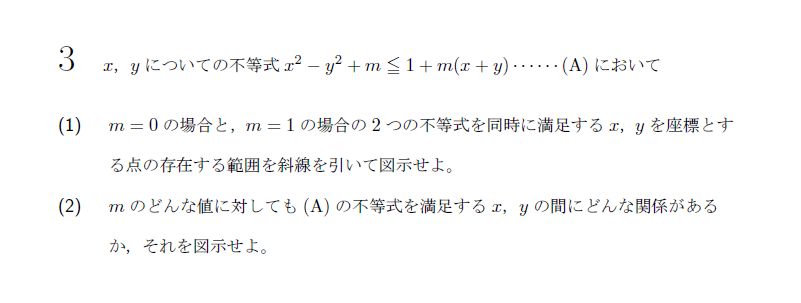 3 x, y についての不等式 x² − y² + m ≦ 1 + m(x + y) ‥‥‥ (A) において
(1) m = 0 の場合と, m = 1 の場合の 2 つの不等式を同時に満足する x, y を座標とす
る点の存在する範囲を斜線を引いて図示せよ。
(2) m のどんな値に対しても (A) の不等式を満足する x, y の間にどんな関係がある
か, それを図示せよ。